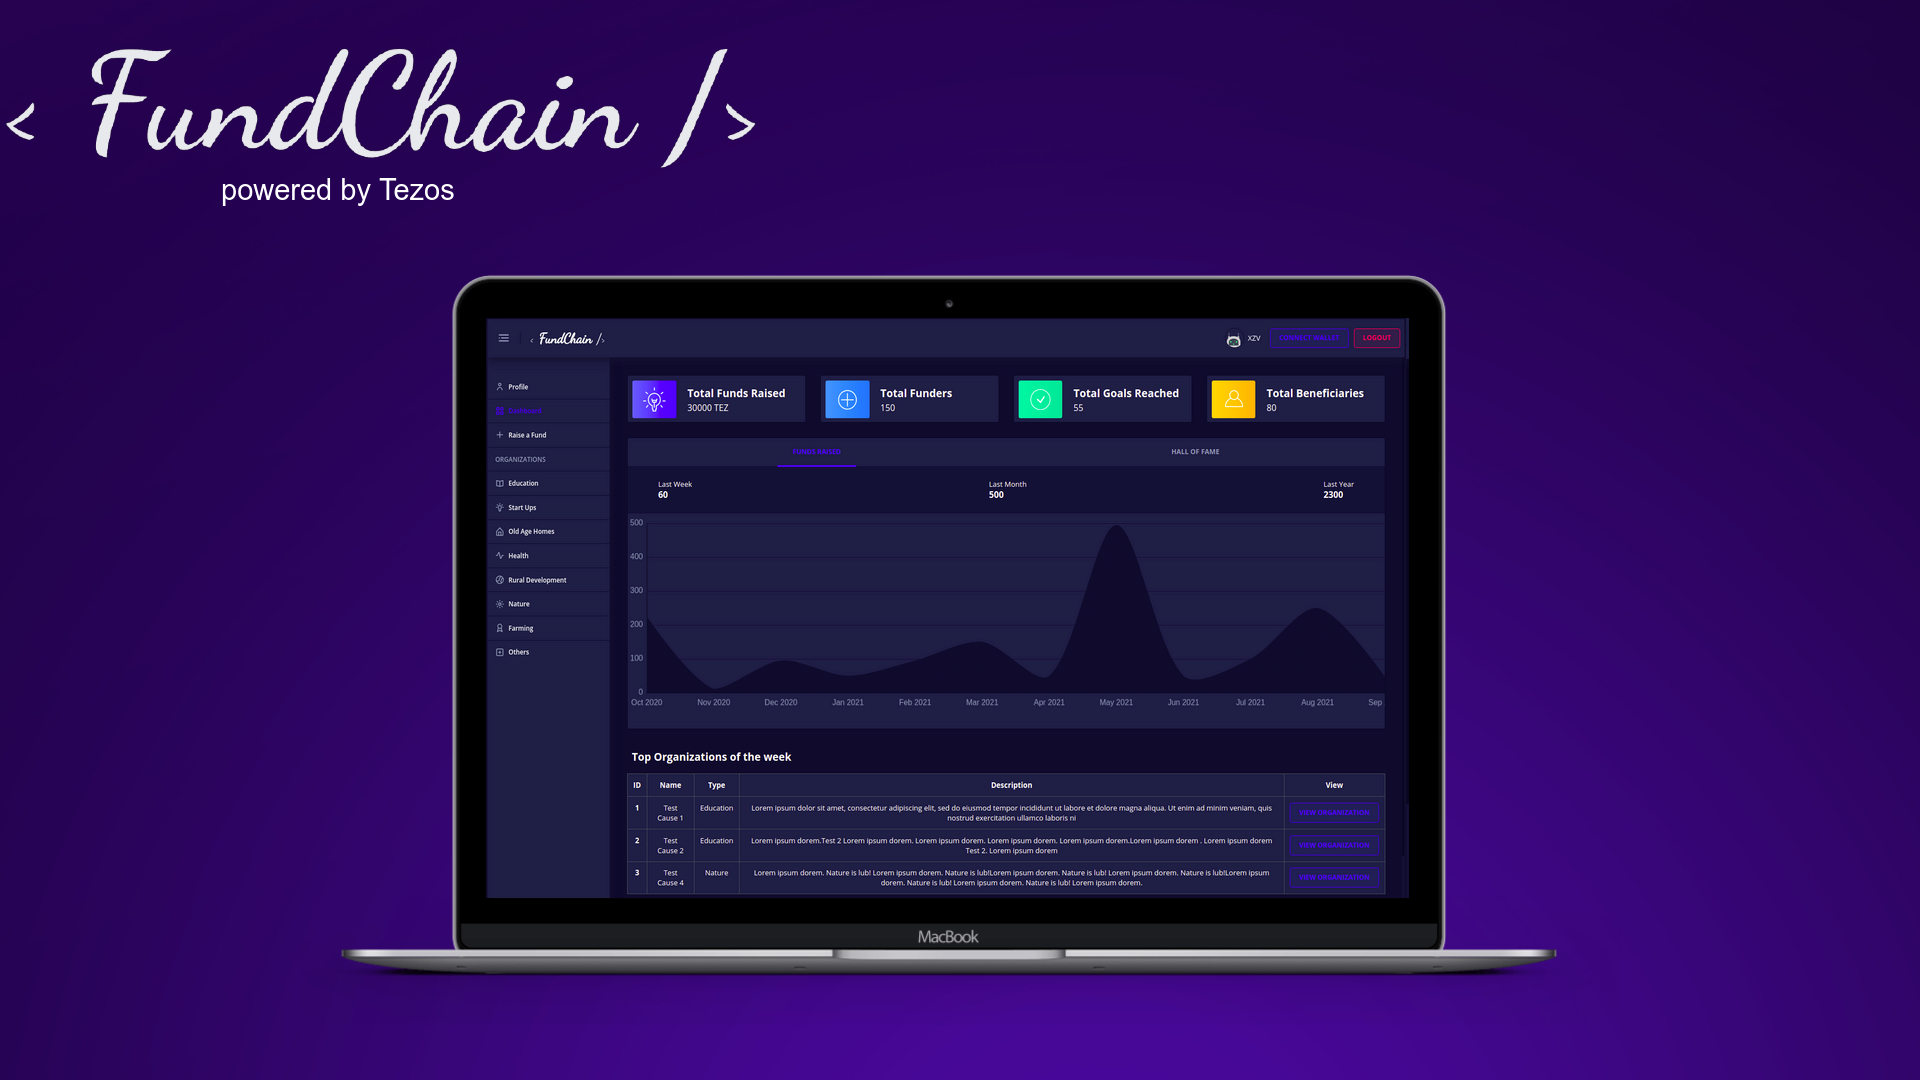 < FundChain />
powered by Tezos
< FundChain />
XZV
CONNECT WALLET
LOGOUT
Profile
Dashboard
Raise a Fund
ORGANIZATIONS
Education
Start Ups
Old Age Homes
Health
Rural Development
Nature
Farming
Others
Total Funds Raised
30000 TEZ
Total Funders
150
Total Goals Reached
55
Total Beneficiaries
80
FUNDS RAISED
HALL OF FAME
Last Week
60
Last Month
500
Last Year
2300
500
400
300
200
100
0
Oct 2020 Nov 2020 Dec 2020 Jan 2021 Feb 2021 Mar 2021 Apr 2021 May 2021 Jun 2021 Jul 2021 Aug 2021 Sep
Top Organizations of the week
ID Name Type Description View
1 Test Education Lorem ipsum dolor sit amet, consectetur adipiscing elit, sed do eiusmod tempor incididunt ut labore et dolore magna aliqua. Ut enim ad minim veniam, quis VIEW ORGANIZATION
Cause 1 nostrud exercitation ullamco laboris ni
2 Test Education Lorem ipsum dorem.Test 2 Lorem ipsum dorem. Lorem ipsum dorem. Lorem ipsum dorem. Lorem ipsum dorem.Lorem ipsum dorem . Lorem ipsum dorem VIEW ORGANIZATION
Cause 2 Test 2. Lorem ipsum dorem
3 Test Nature Lorem ipsum dorem. Nature is lub! Lorem ipsum dorem. Nature is lub!Lorem ipsum dorem. Nature is lub! Lorem ipsum dorem. Nature is lub!Lorem ipsum VIEW ORGANIZATION
Cause 4 dorem. Nature is lub! Lorem ipsum dorem. Nature is lub! Lorem ipsum dorem.
MacBook